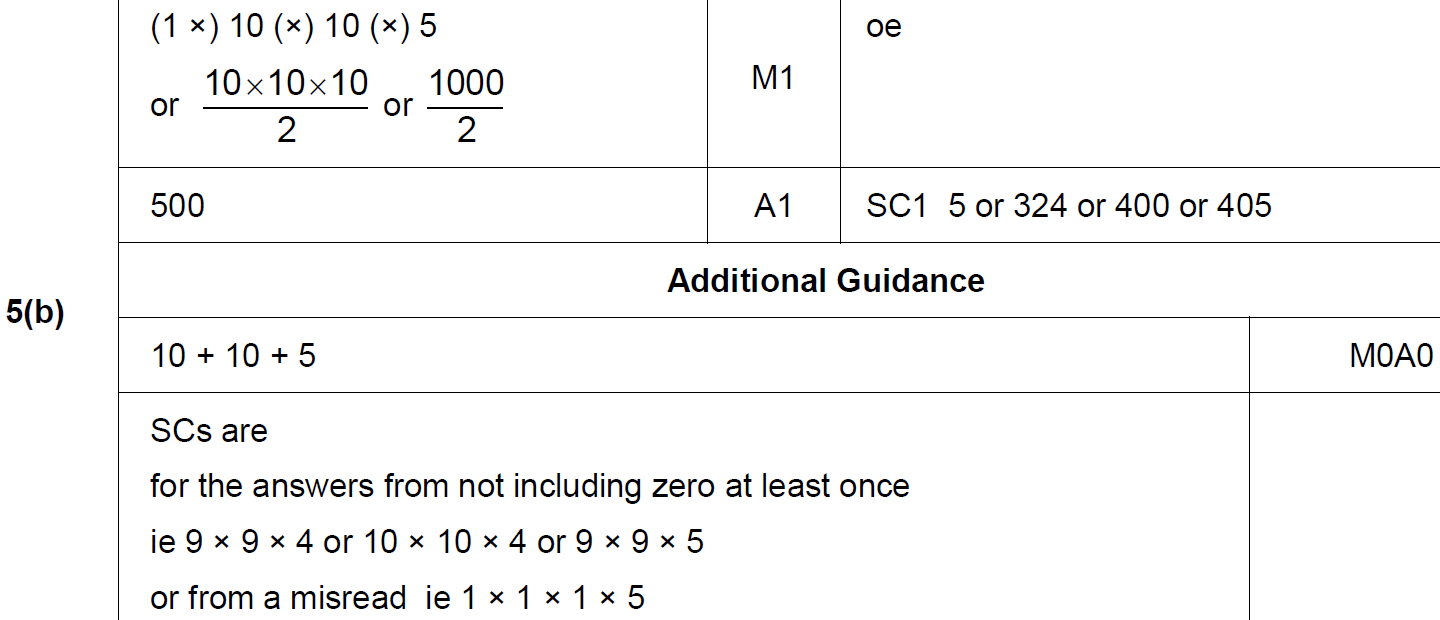 (1 ×) 10 (×) 10 (×) 5 oe
or 10×10×10/2 or 1000/2 M1
500 A1 SC1 5 or 324 or 400 or 405
Additional Guidance
5(b)
10 + 10 + 5 M0A0
SCs are
for the answers from not including zero at least once
ie 9 × 9 × 4 or 10 × 10 × 4 or 9 × 9 × 5
or from a misread ie 1 × 1 × 1 × 5